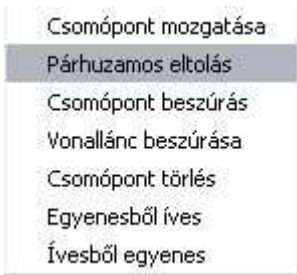 Csomópont mozgatása
Párhuzamos eltolás
Csomópont beszúrás
Vonallánc beszúrása
Csomópont törlés
Egyenesből íves
Ívesből egyenes